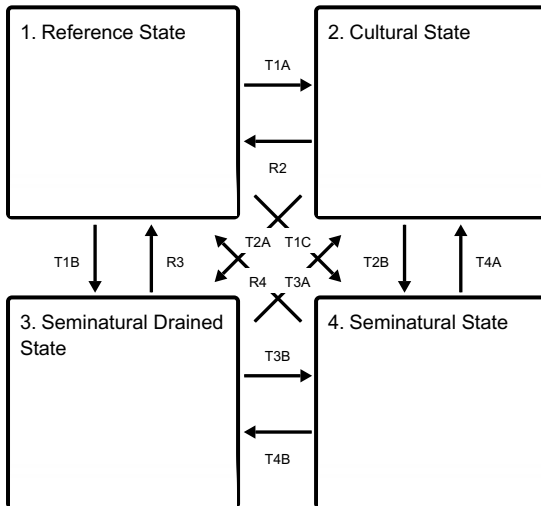 1. Reference State
2. Cultural State
T1A
R2
T2A
T1C
T1B
R3
T2B
T4A
R4
T3A
3. Seminatural Drained
State
4. Seminatural State
T3B
T4B